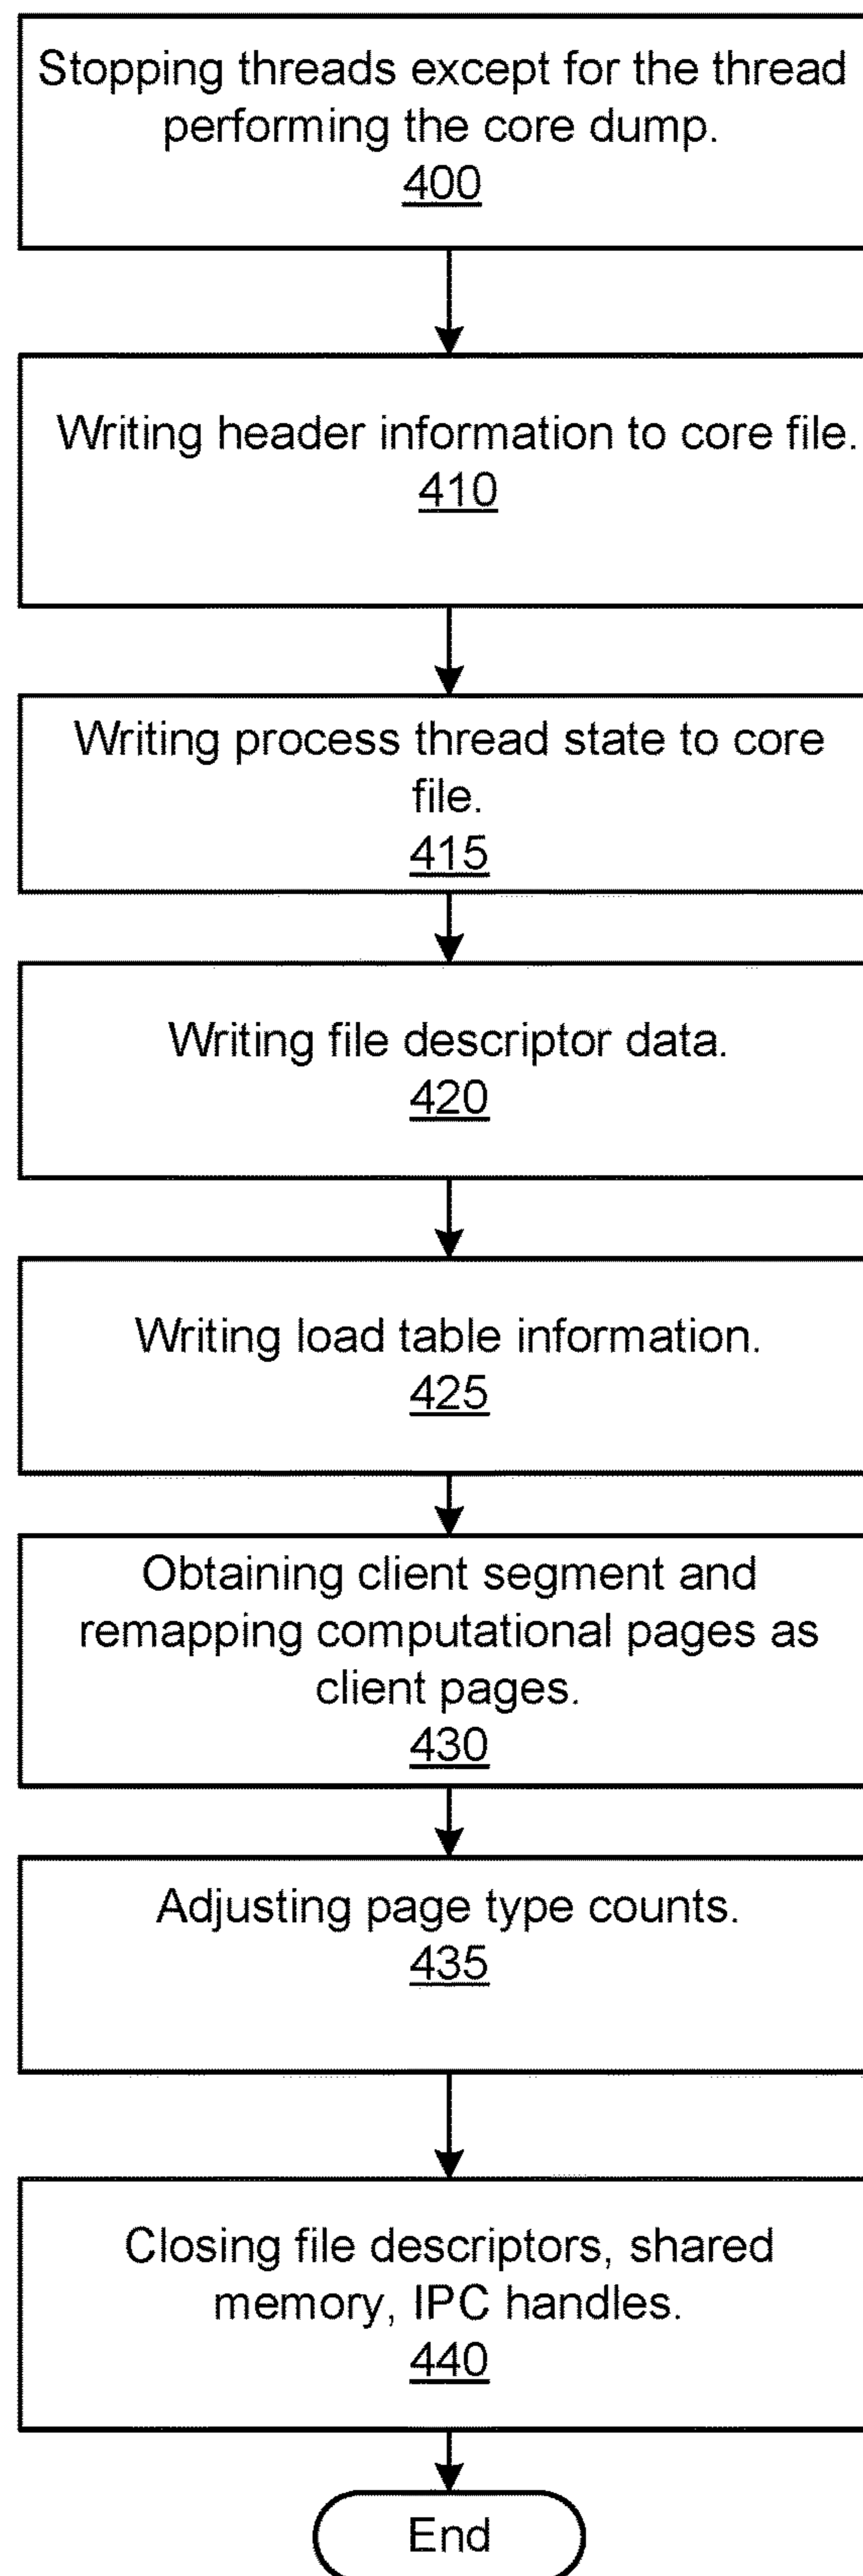 Stopping threads except for the thread
performing the core dump.
400
Writing header information to core file.
410
Writing process thread state to core
file.
415
Writing file descriptor data.
420
Writing load table information.
425
Obtaining client segment and
remapping computational pages as
client pages.
430
Adjusting page type counts.
435
Closing file descriptors, shared
memory, IPC handles.
440
End